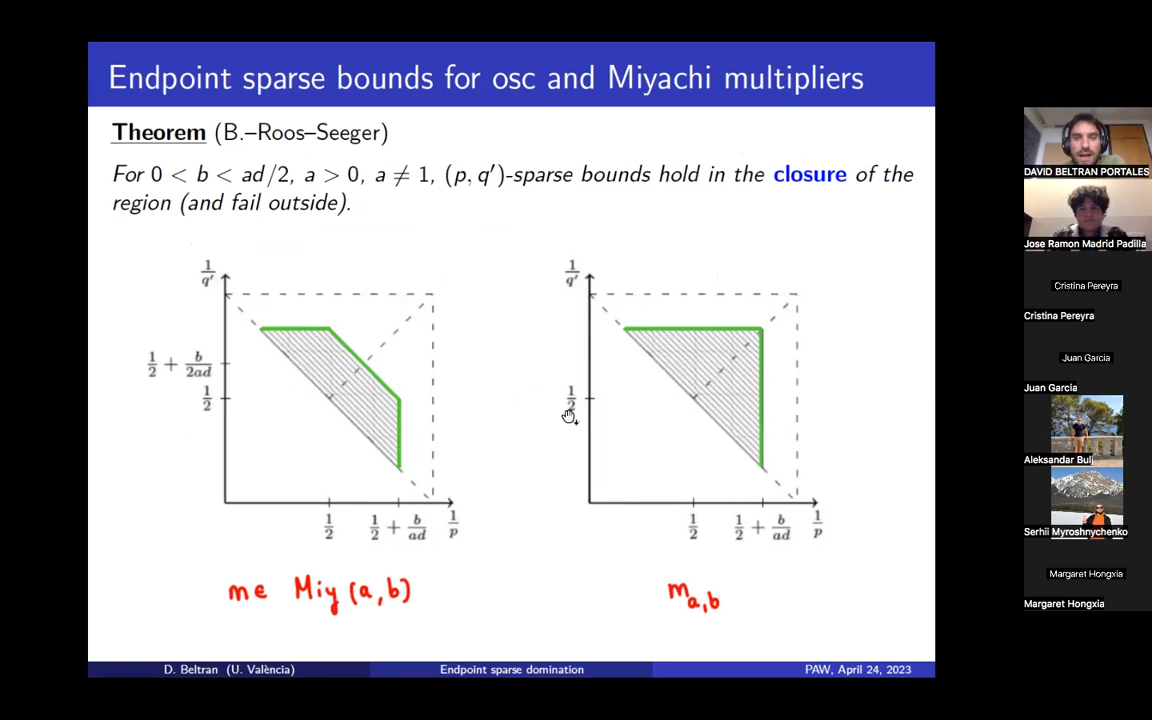 Endpoint sparse bounds for osc and Miyachi multipliers
Theorem (B.–Roos–Seeger)
For 0 < b < ad/2, a > 0, a ≠ 1, (p, q′)-sparse bounds hold in the closure of the
region (and fail outside).
1/q′
1/2 + b/2ad
1/2
1/2
1/2 + b/ad
1/p
m∈ Miy(a,b)
1/q′
1/2
1/2
1/2 + b/ad
1/p
m_{a,b}
D. Beltran (U. València)
Endpoint sparse domination
PAW, April 24, 2023
DAVID BELTRAN PORTALES
Jose Ramon Madrid Padilla
Cristina Pereyra
Cristina Pereyra
Juan Garcia
Juan Garcia
Aleksandar Bulj
Serhii Myroshnychenko
Margaret Hongxia
Margaret Hongxia